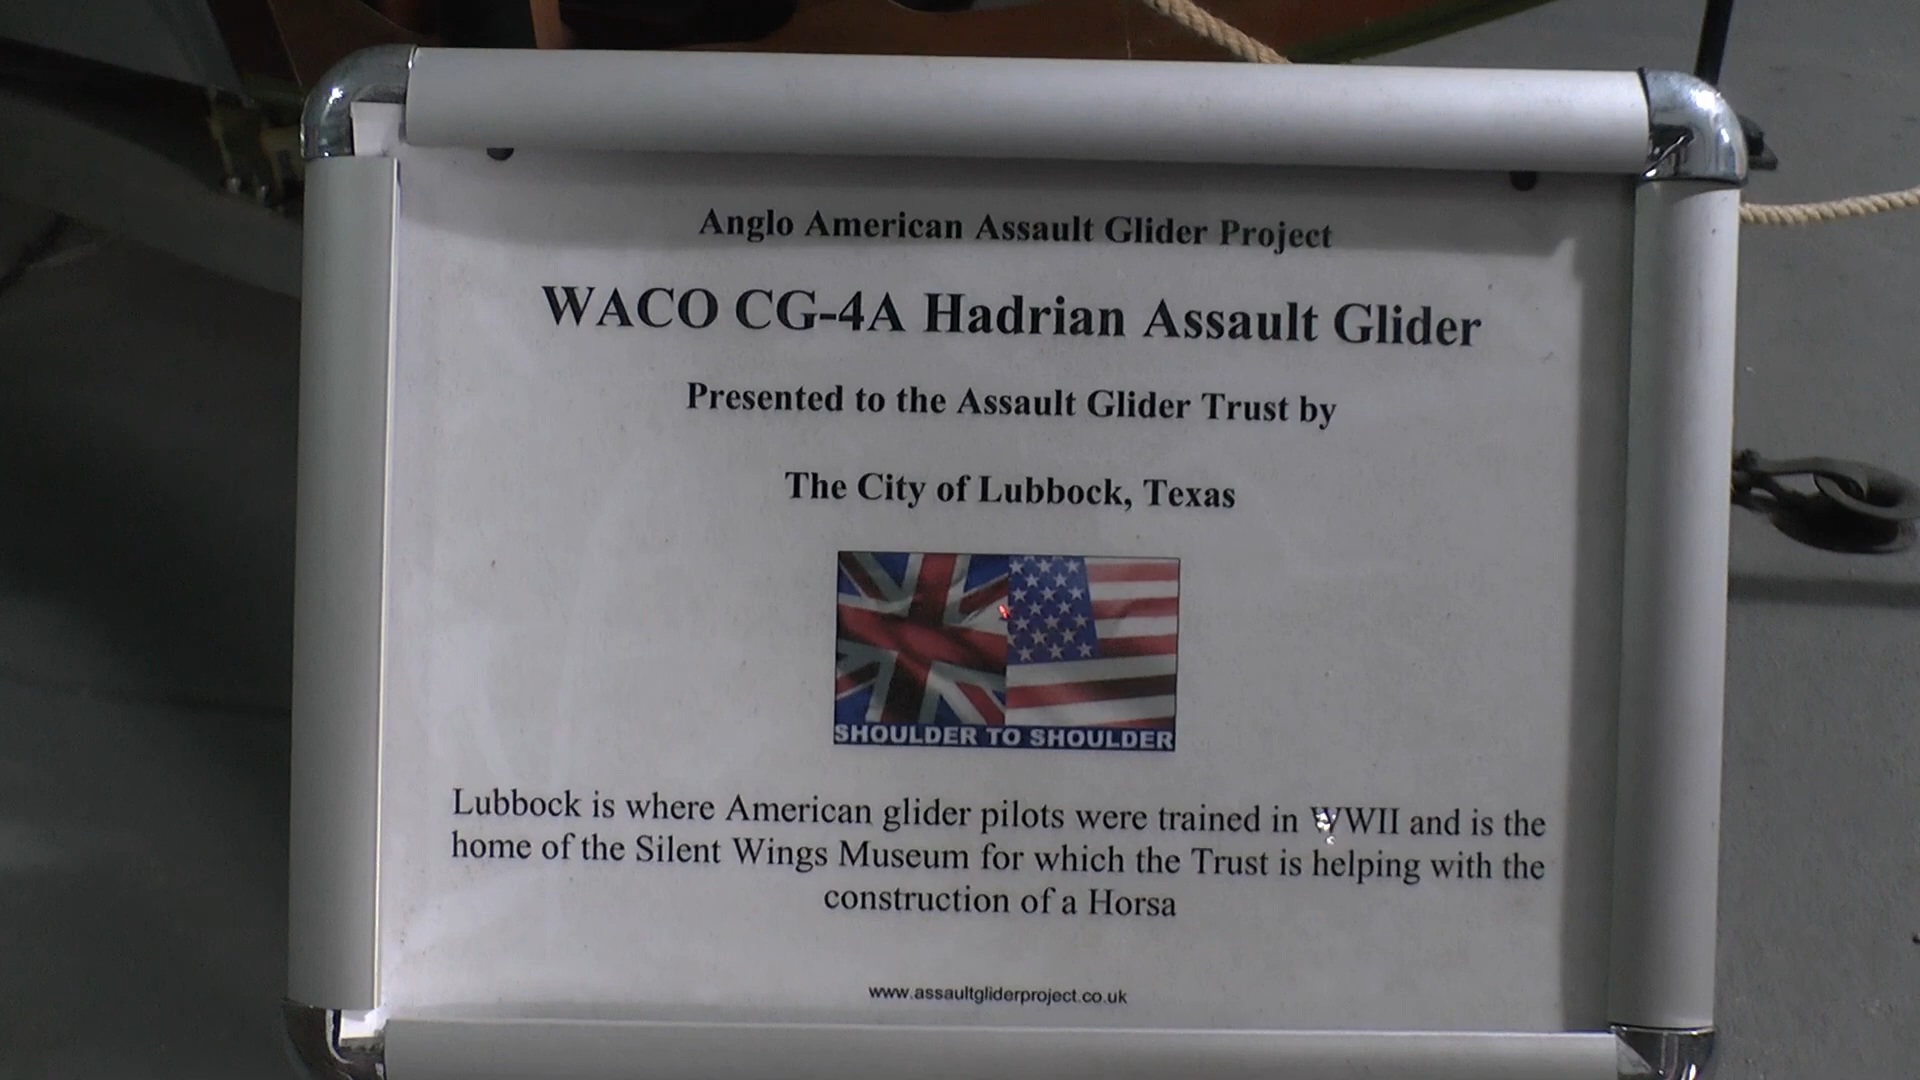 Anglo American Assault Glider Project
WACO CG-4A Hadrian Assault Glider
Presented to the Assault Glider Trust by
The City of Lubbock, Texas
SHOULDER TO SHOULDER
Lubbock is where American glider pilots were trained in WWII and is the
home of the Silent Wings Museum for which the Trust is helping with the
construction of a Horsa
www.assaultgliderproject.co.uk